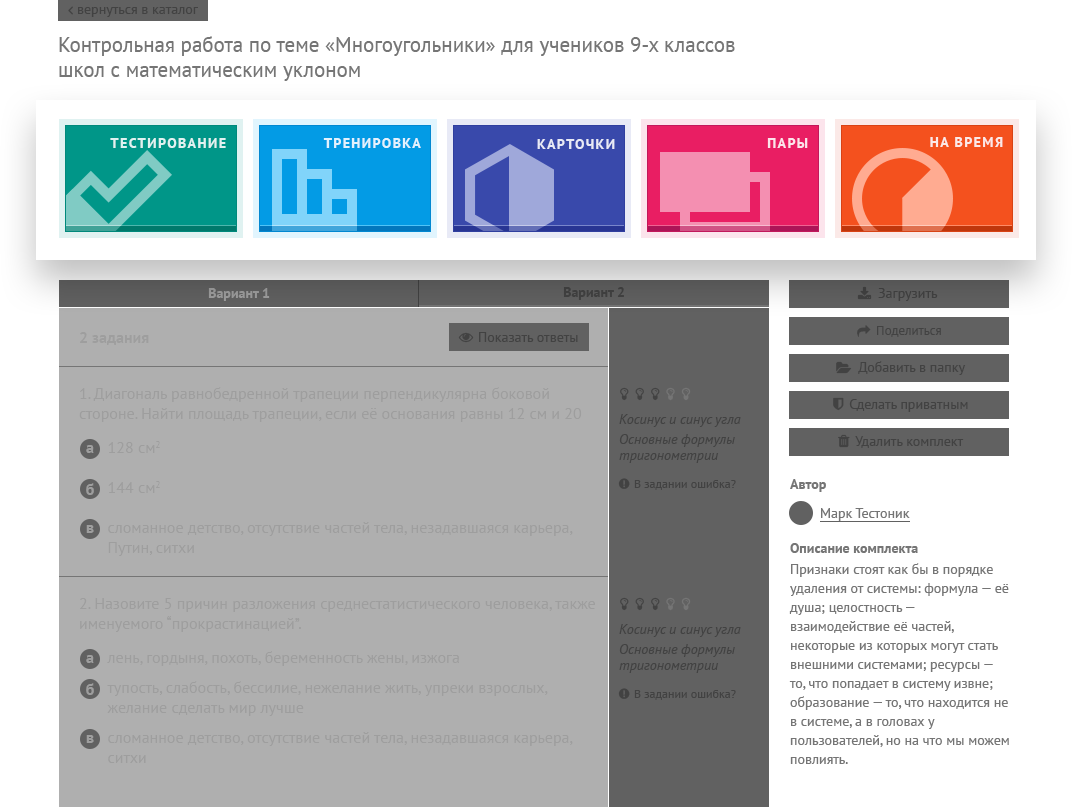 ‹ вернуться в каталог
Контрольная работа по теме «Многоугольники» для учеников 9-х классов
школ с математическим уклоном
ТЕСТИРОВАНИЕ
ТРЕНИРОВКА
КАРТОЧКИ
ПАРЫ
НА ВРЕМЯ
Вариант 1
Вариант 2
2 задания
Показать ответы
1. Диагональ равнобедренной трапеции перпендикулярна боковой
стороне. Найти площадь трапеции, если её основания равны 12 см и 20
а 128 см²
б 144 см²
в сломанное детство, отсутствие частей тела, незадавшаяся карьера,
Путин, ситхи
Косинус и синус угла
Основные формулы
тригонометрии
В задании ошибка?
2. Назовите 5 причин разложения среднестатистического человека, также
именуемого “прокрастинацией”.
а лень, гордыня, похоть, беременность жены, изжога
б тупость, слабость, бессилие, нежелание жить, упреки взрослых,
желание сделать мир лучше
в сломанное детство, отсутствие частей тела, незадавшаяся карьера,
ситхи
Косинус и синус угла
Основные формулы
тригонометрии
В задании ошибка?
Загрузить
Поделиться
Добавить в папку
Сделать приватным
Удалить комплект
Автор
Марк Тестоник
Описание комплекта
Признаки стоят как бы в порядке
удаления от системы: формула — её
душа; целостность —
взаимодействие её частей,
некоторые из которых могут стать
внешними системами; ресурсы —
то, что попадает в систему извне;
образование — то, что находится не
в системе, а в головах у
пользователей, но на что мы можем
повлиять.